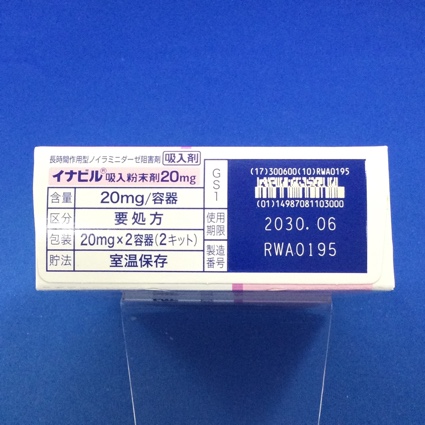 長時間作用型ノイラミニダーゼ阻害剤 吸入剤
イナビル® 吸入粉末剤20mg
含量 20mg/容器
区分 要処方
包装 20mg×2容器(2キット)
貯法 室温保存
GS1
(17)300600(10)RWA0195
(01)14987081103000
使用期限 2030.06
製造番号 RWA0195